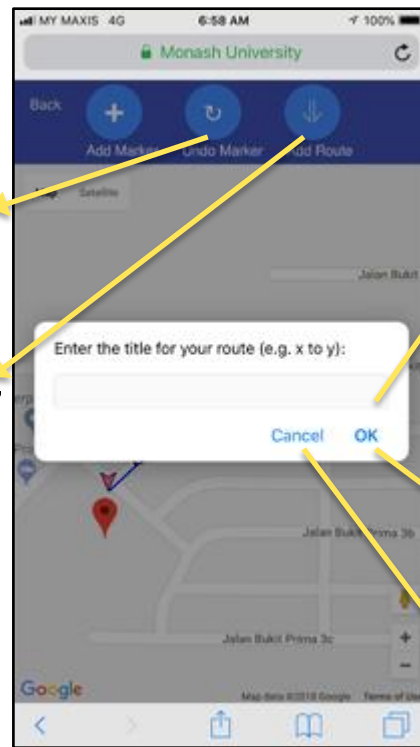 MY MAXIS 4G 6:58 AM 100%
Monash University
Back
Add Marker Undo Marker Add Route
Map Satellite
Jalan Bukit
Enter the title for your route (e.g. x to y):
Cancel OK
Jalan Bukit Prima 3b
Jalan Bukit Prima 3c
+
−
Google Map data ©2018 Google Terms of Use